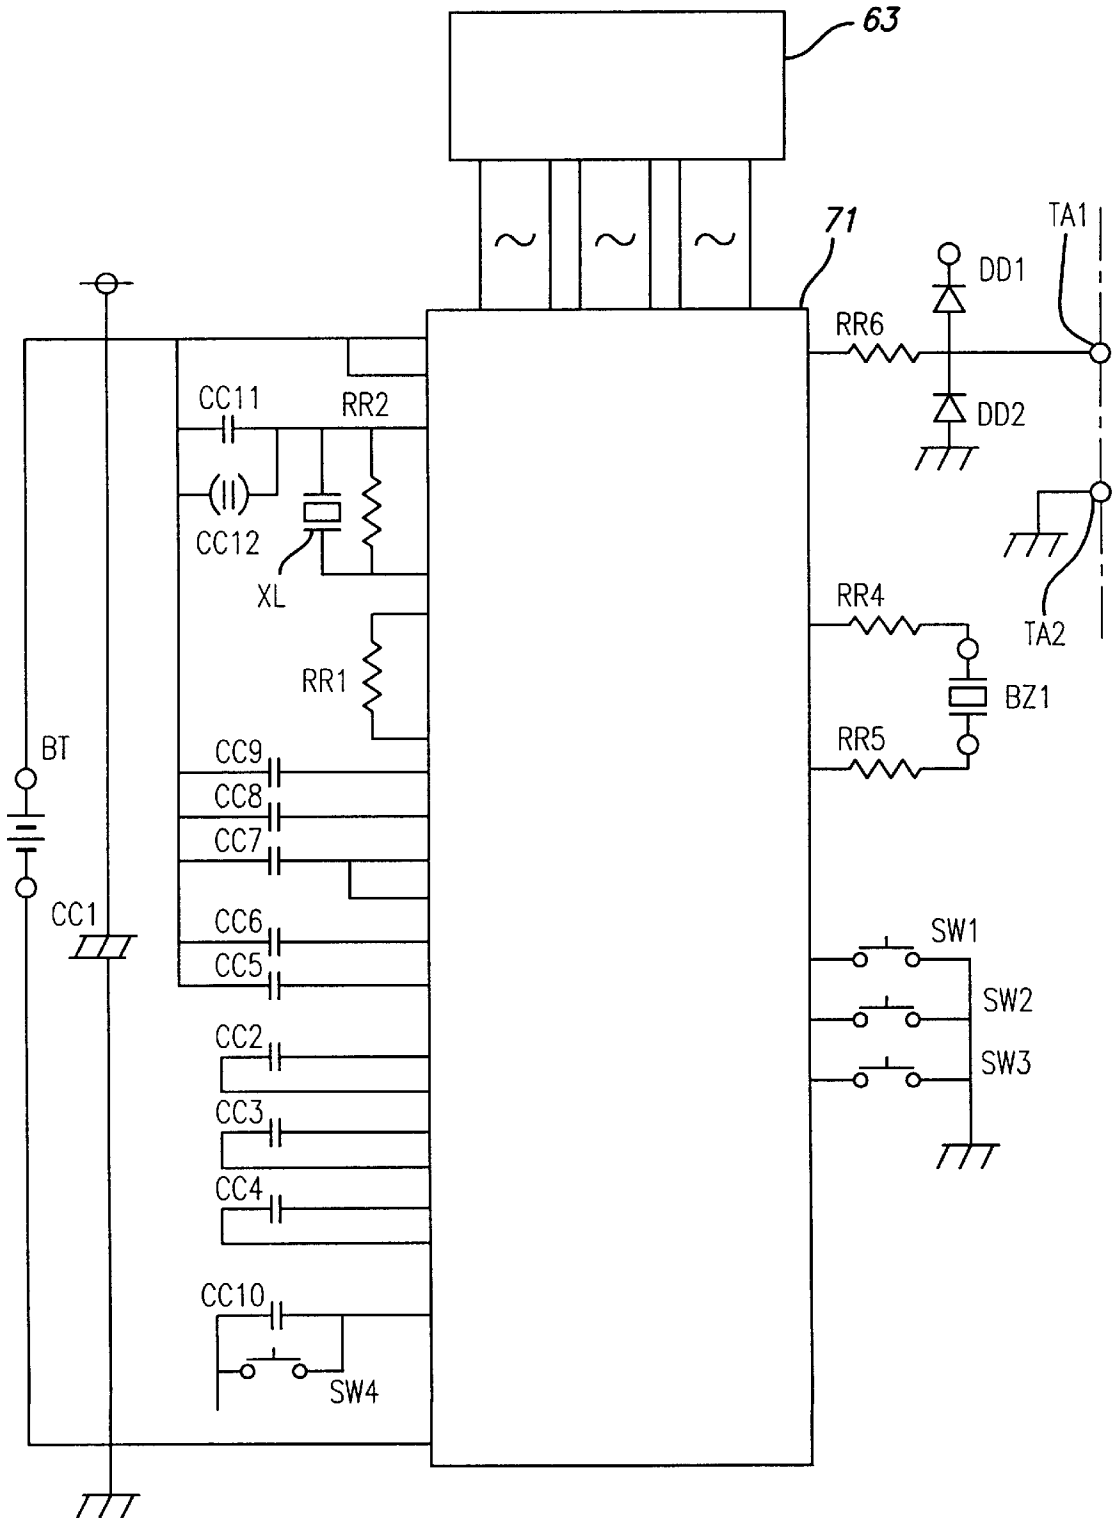 63
71
TA1
DD1
RR6
CC11
RR2
DD2
CC12
XL
RR4
TA2
RR1
BZ1
BT
RR5
CC9
CC8
CC7
CC1
CC6
SW1
CC5
SW2
CC2
SW3
CC3
CC4
CC10
SW4